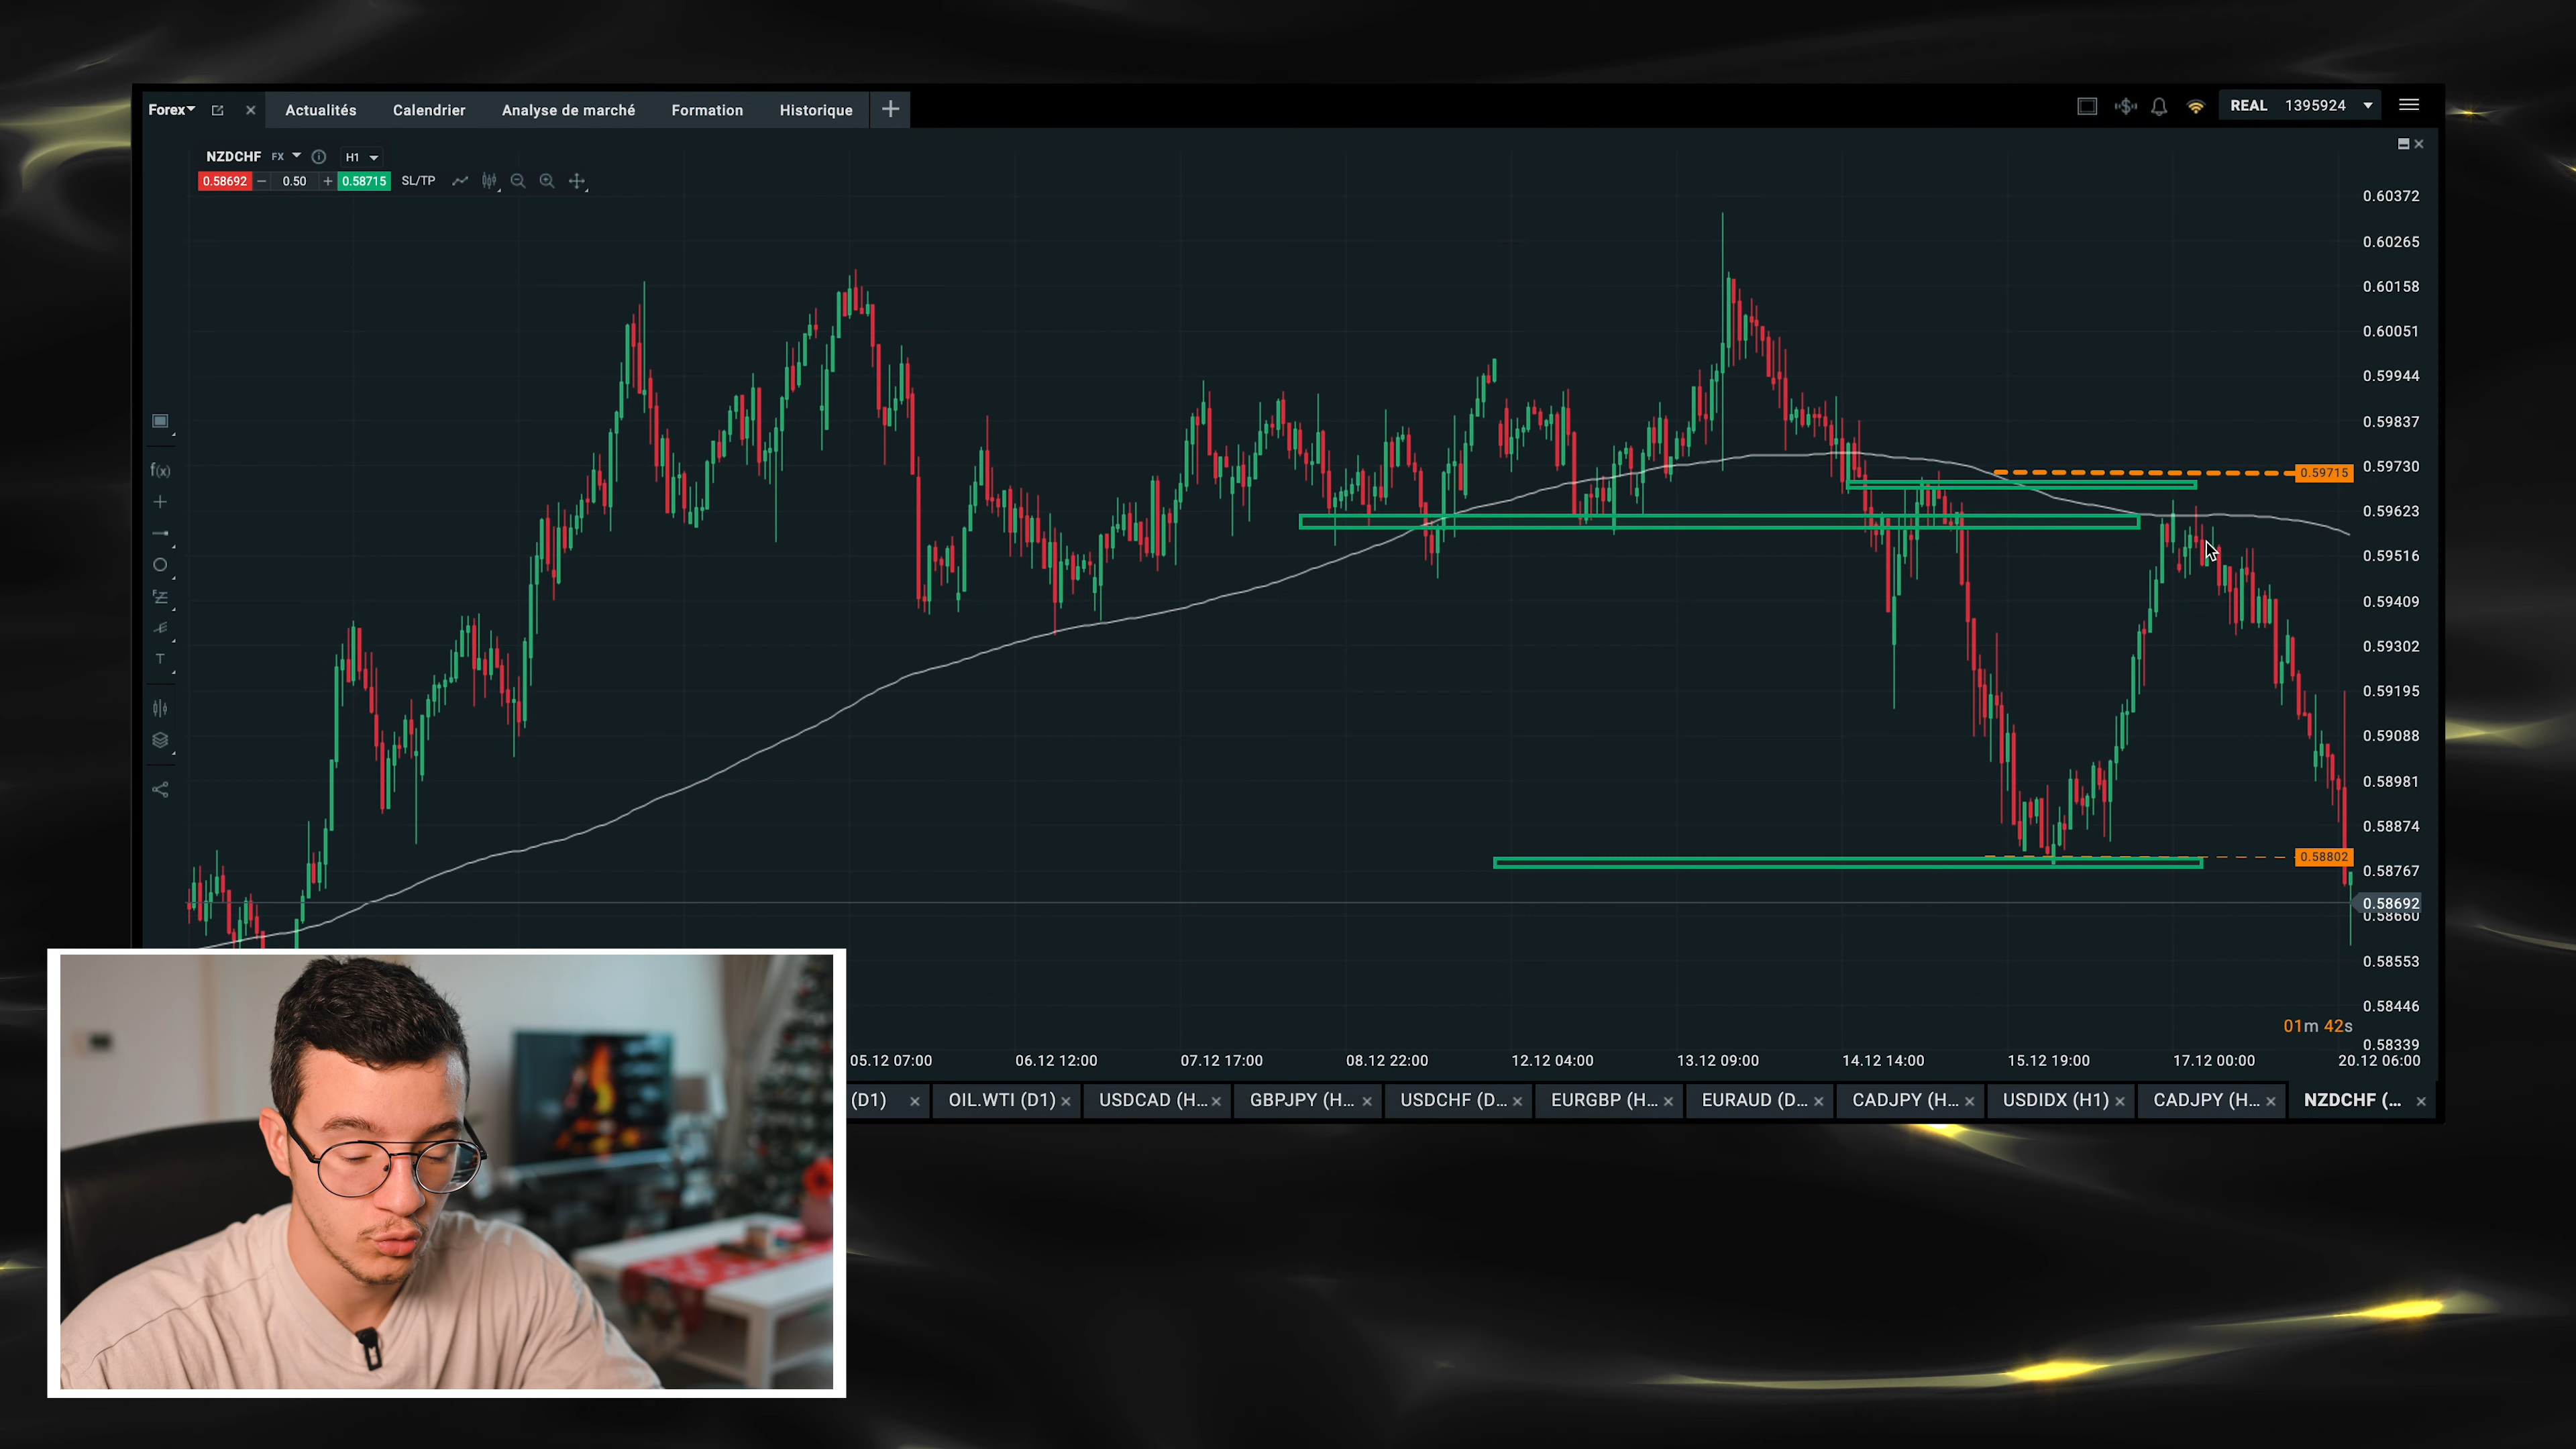 Forex
Actualités
Calendrier
Analyse de marché
Formation
Historique
REAL 1395924
NZDCHF FX H1
0.58692 − 0.50 + 0.58715 SL/TP
f(x)
T
0.60372
0.60265
0.60158
0.60051
0.59944
0.59837
0.59730
0.59715
0.59623
0.59516
0.59409
0.59302
0.59195
0.59088
0.58981
0.58874
0.58802
0.58767
0.58692
0.58660
0.58553
0.58446
01m 42s
0.58339
05.12 07:00 06.12 12:00 07.12 17:00 08.12 22:00 12.12 04:00 13.12 09:00 14.12 14:00 15.12 19:00 17.12 00:00 20.12 06:00
(D1) OIL.WTI (D1) USDCAD (H... GBPJPY (H... USDCHF (D... EURGBP (H... EURAUD (D... CADJPY (H... USDIDX (H1) CADJPY (H... NZDCHF (...